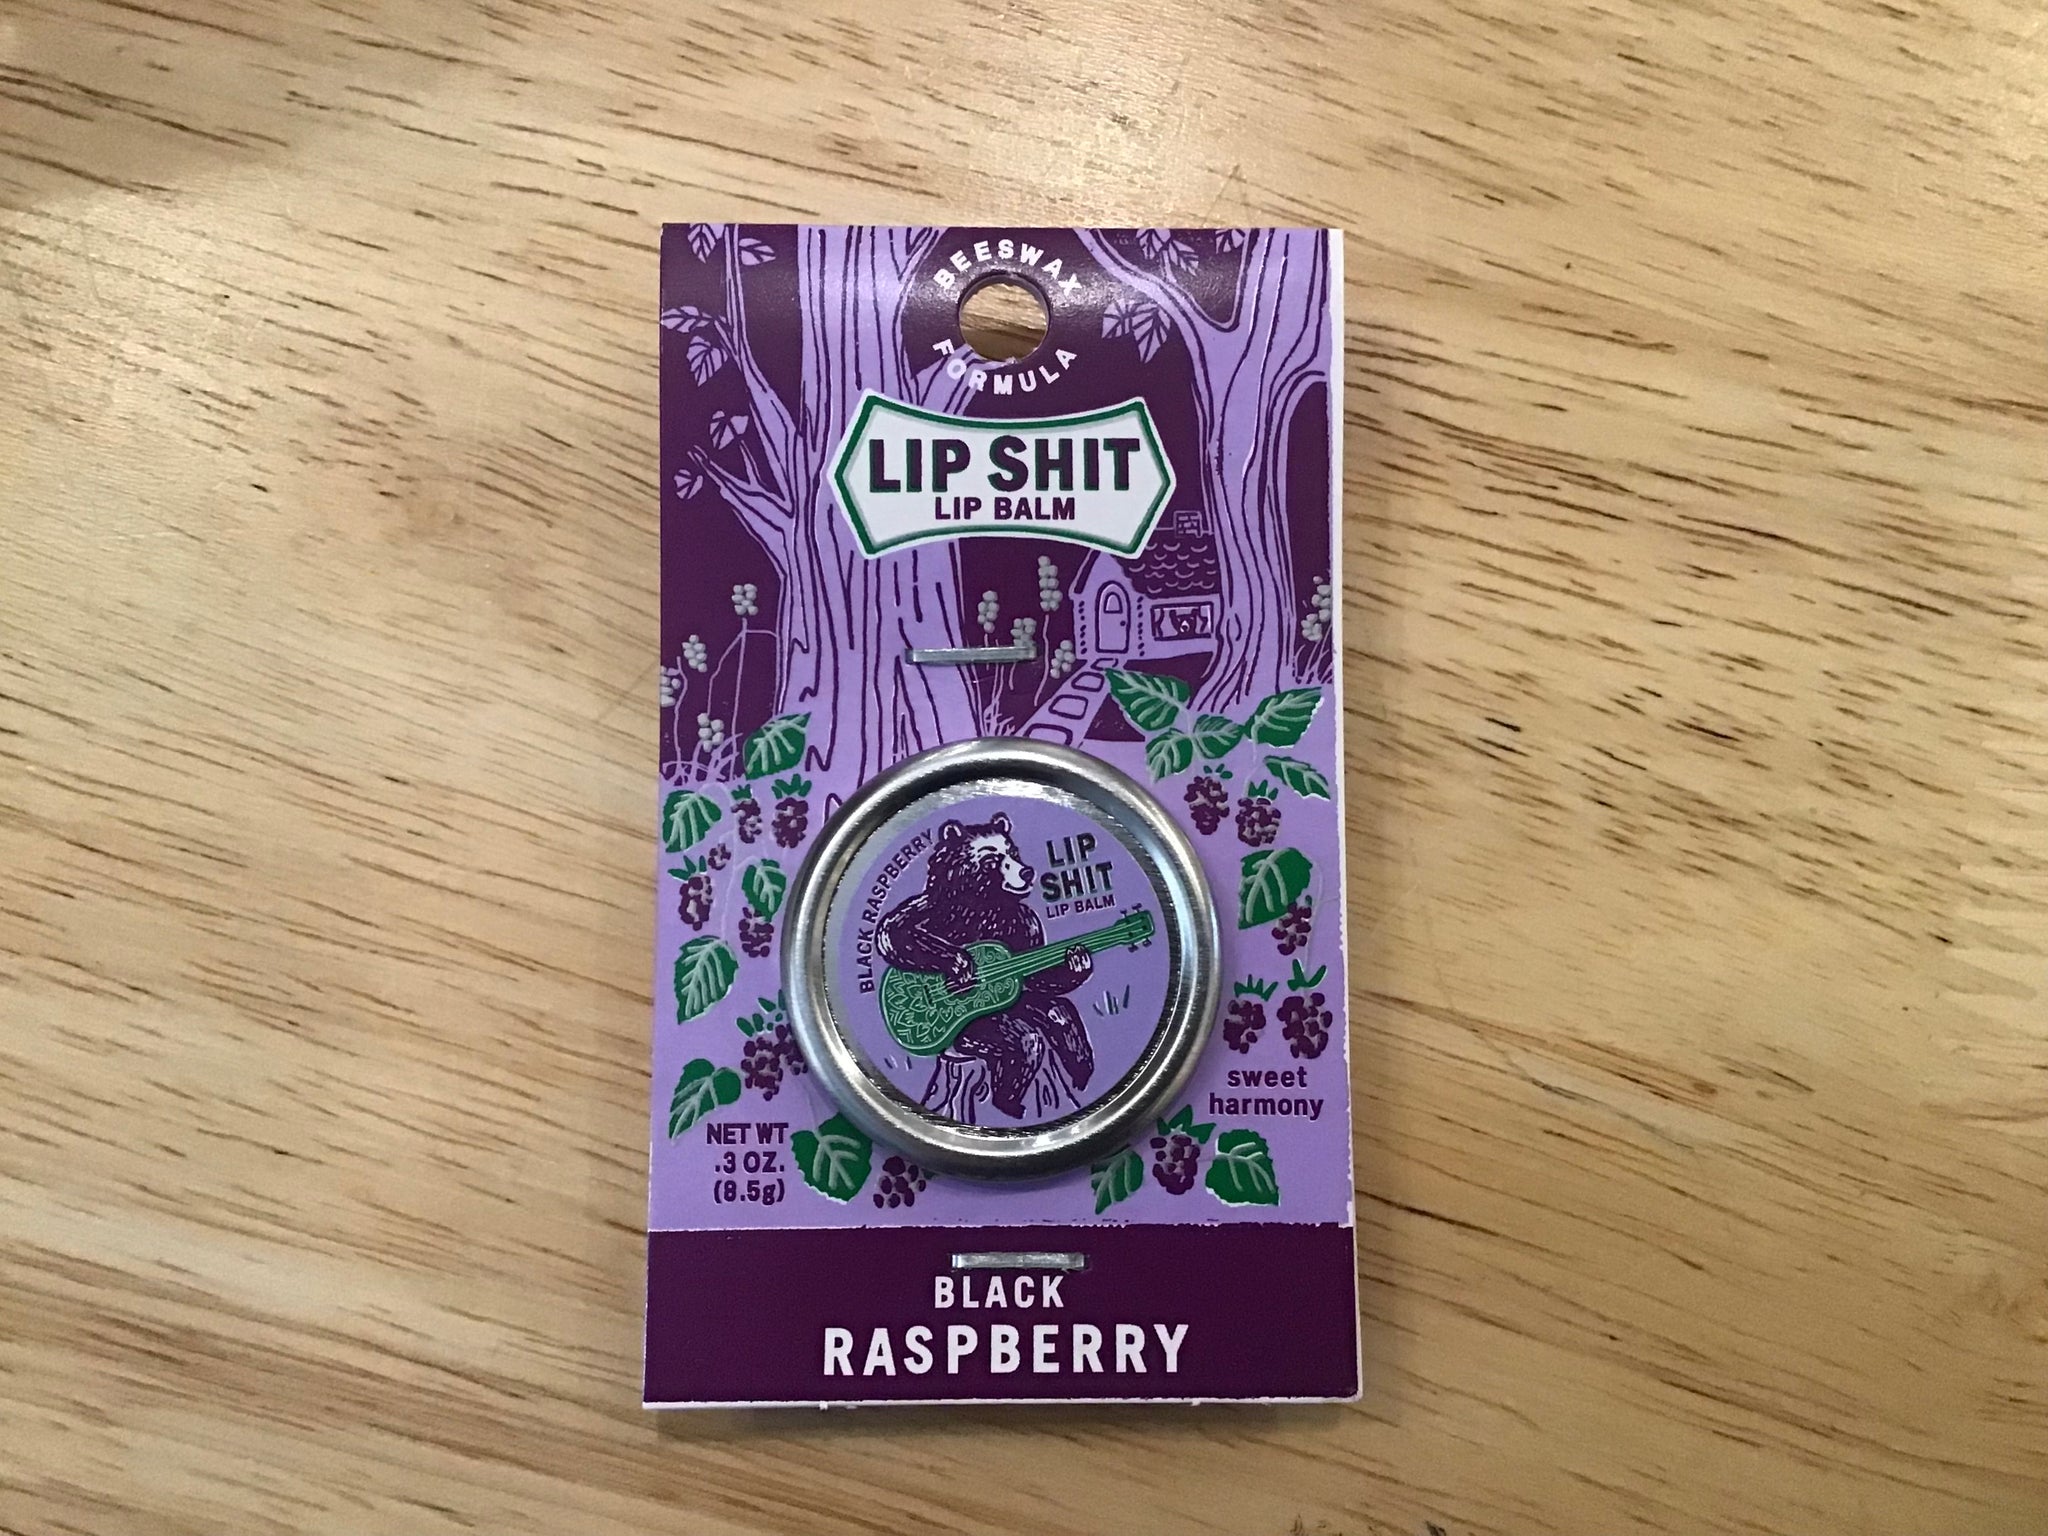 BEESWAX
FORMULA
LIP SHIT
LIP BALM
BLACK RASPBERRY
LIP
SHIT
LIP BALM
sweet
harmony
NET WT
.3 OZ.
(8.5g)
BLACK
RASPBERRY